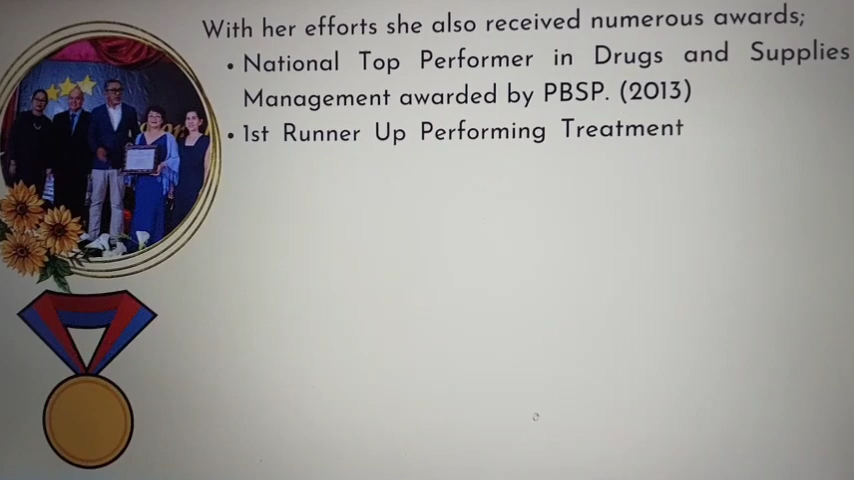 With her efforts she also received numerous awards;
• National Top Performer in Drugs and Supplies
Management awarded by PBSP. (2013)
• 1st Runner Up Performing Treatment